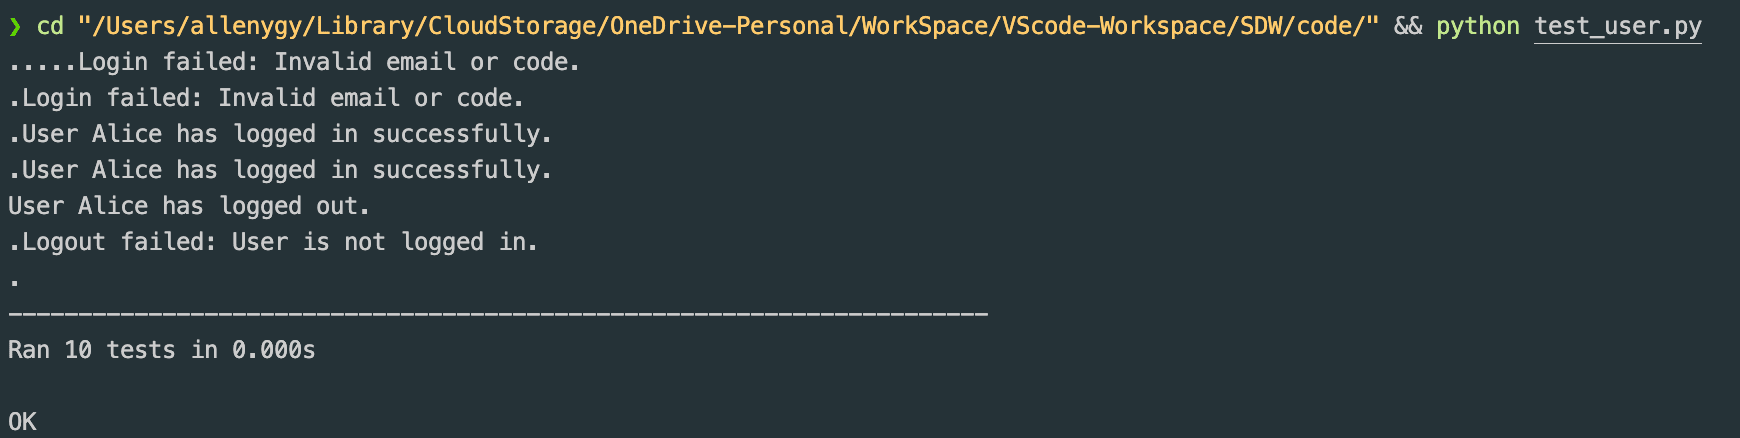 ❯ cd "/Users/allenygy/Library/CloudStorage/OneDrive-Personal/WorkSpace/VScode-Workspace/SDW/code/" && python test_user.py
.....Login failed: Invalid email or code.
.Login failed: Invalid email or code.
.User Alice has logged in successfully.
.User Alice has logged in successfully.
User Alice has logged out.
.Logout failed: User is not logged in.
.
----------------------------------------------------------------------
Ran 10 tests in 0.000s
OK